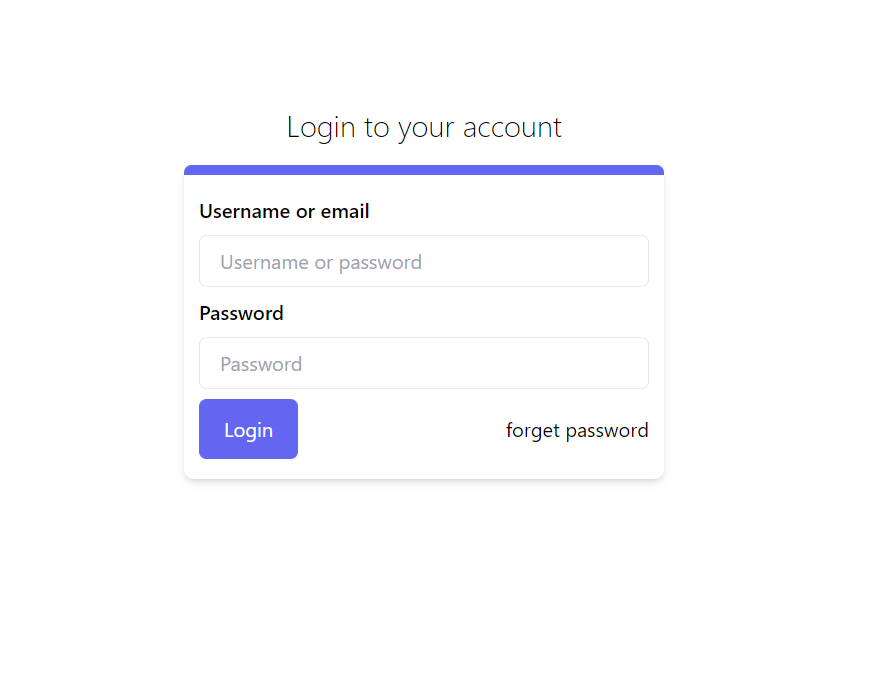 Login to your account
Username or email
Username or password
Password
Password
Login forget password